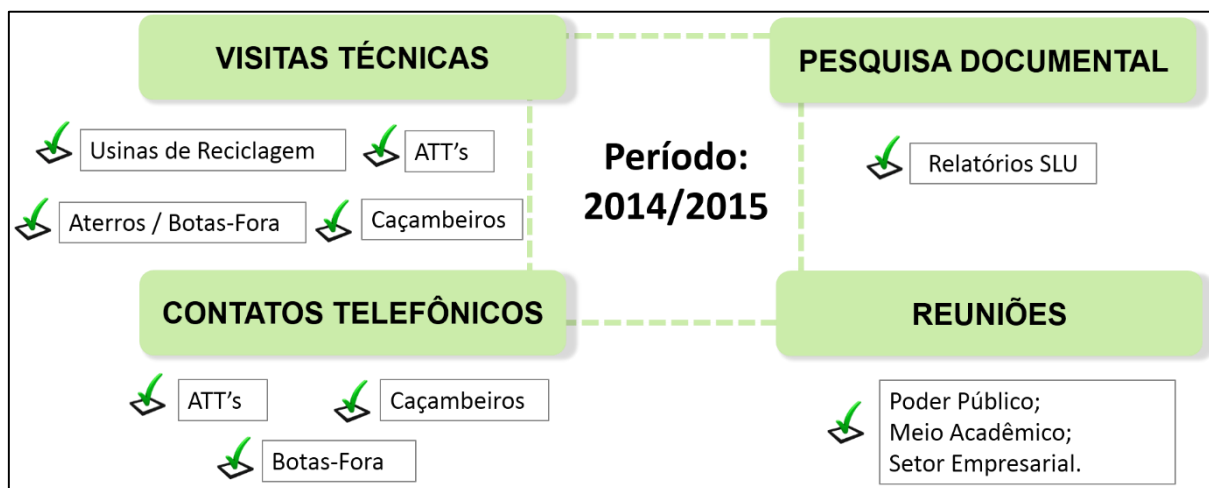 VISITAS TÉCNICAS
Usinas de Reciclagem
ATT's
Aterros / Botas-Fora
Caçambeiros
Período:
2014/2015
PESQUISA DOCUMENTAL
Relatórios SLU
CONTATOS TELEFÔNICOS
ATT's
Caçambeiros
Botas-Fora
REUNIÕES
Poder Público;
Meio Acadêmico;
Setor Empresarial.